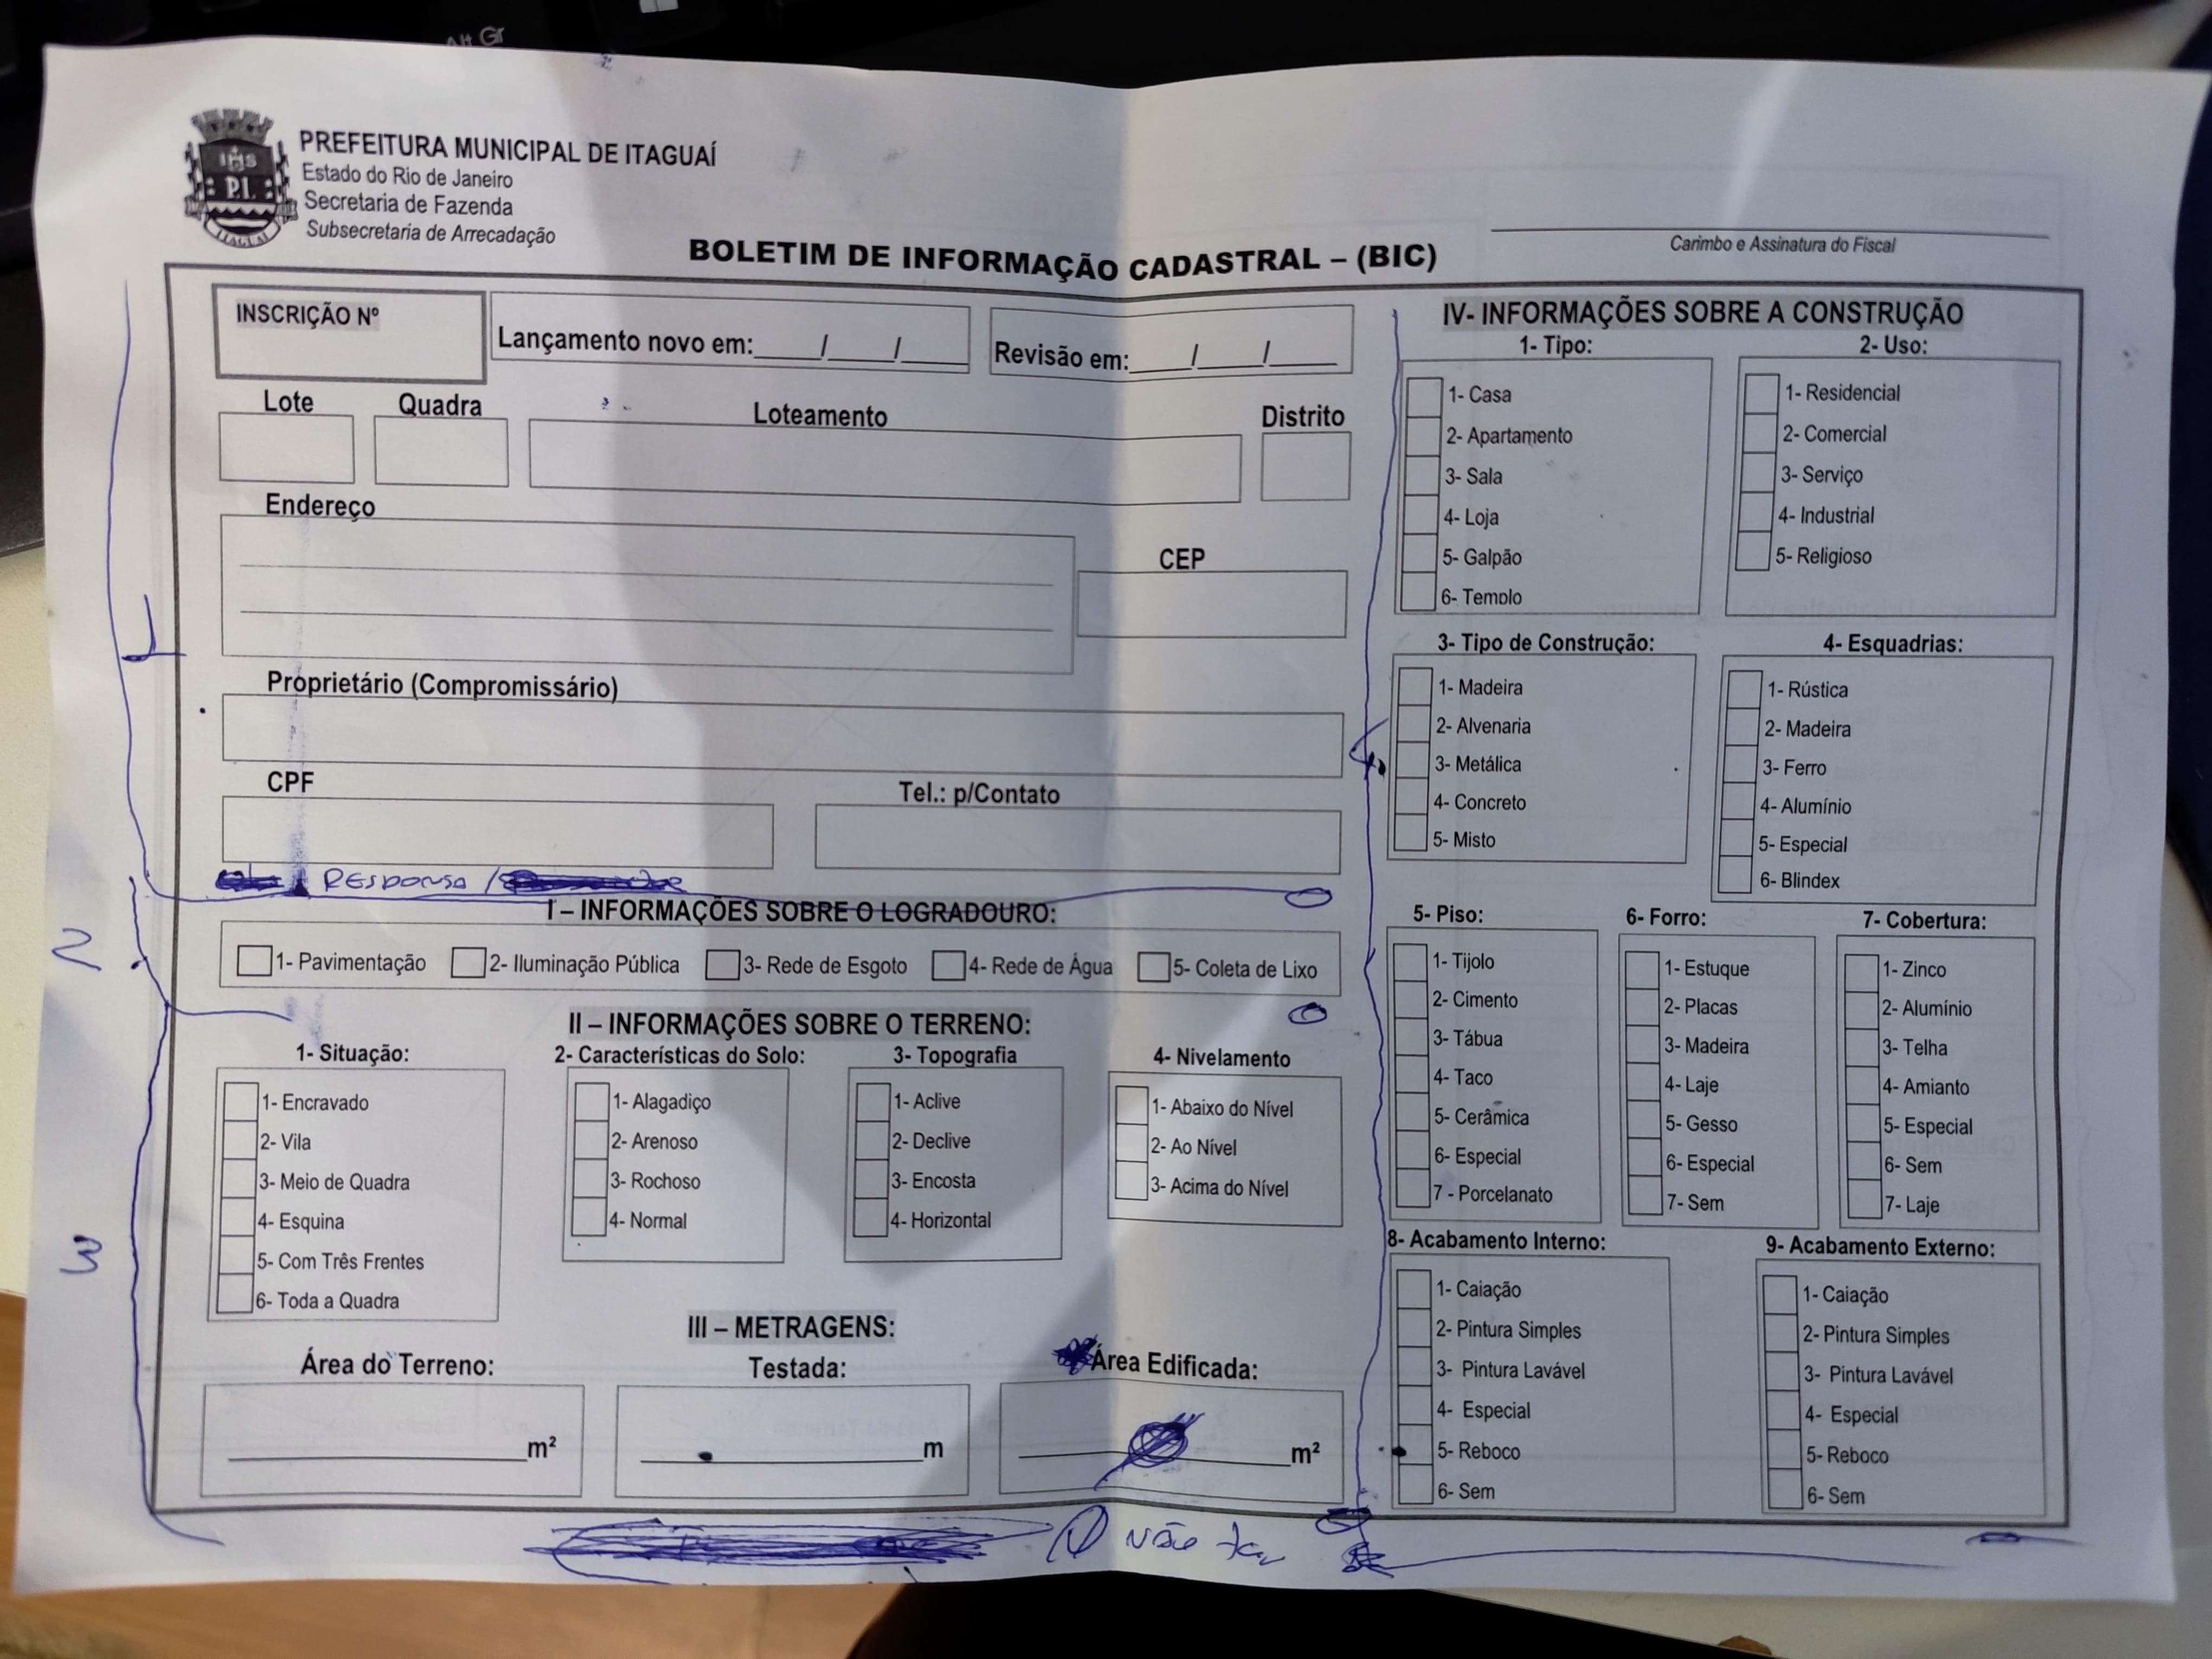 Alt Gr
PREFEITURA MUNICIPAL DE ITAGUAÍ
Estado do Rio de Janeiro
Secretaria de Fazenda
Subsecretaria de Arrecadação
P.I.
ITAGUAÍ
BOLETIM DE INFORMAÇÃO CADASTRAL – (BIC)
Carimbo e Assinatura do Fiscal
INSCRIÇÃO Nº
Lançamento novo em:____/____/____
Revisão em:____/____/____
Lote
Quadra
Loteamento
Distrito
Endereço
CEP
1
Proprietário (Compromissário)
CPF
Tel.: p/Contato
RESPONSA /
I – INFORMAÇÕES SOBRE O LOGRADOURO:
2
1- Pavimentação
2- Iluminação Pública
3- Rede de Esgoto
4- Rede de Água
5- Coleta de Lixo
II – INFORMAÇÕES SOBRE O TERRENO:
3
1- Situação:
1- Encravado
2- Vila
3- Meio de Quadra
4- Esquina
5- Com Três Frentes
6- Toda a Quadra
2- Características do Solo:
1- Alagadiço
2- Arenoso
3- Rochoso
4- Normal
3- Topografia
1- Aclive
2- Declive
3- Encosta
4- Horizontal
4- Nivelamento
1- Abaixo do Nível
2- Ao Nível
3- Acima do Nível
III – METRAGENS:
Área do Terreno:
m²
Testada:
m
Área Edificada:
m²
não
IV- INFORMAÇÕES SOBRE A CONSTRUÇÃO
1- Tipo:
1- Casa
2- Apartamento
3- Sala
4- Loja
5- Galpão
6- Templo
2- Uso:
1- Residencial
2- Comercial
3- Serviço
4- Industrial
5- Religioso
3- Tipo de Construção:
1- Madeira
2- Alvenaria
3- Metálica
4- Concreto
5- Misto
4- Esquadrias:
1- Rústica
2- Madeira
3- Ferro
4- Alumínio
5- Especial
6- Blindex
5- Piso:
1- Tijolo
2- Cimento
3- Tábua
4- Taco
5- Cerâmica
6- Especial
7 - Porcelanato
6- Forro:
1- Estuque
2- Placas
3- Madeira
4- Laje
5- Gesso
6- Especial
7- Sem
7- Cobertura:
1- Zinco
2- Alumínio
3- Telha
4- Amianto
5- Especial
6- Sem
7- Laje
8- Acabamento Interno:
1- Caiação
2- Pintura Simples
3- Pintura Lavável
4- Especial
5- Reboco
6- Sem
9- Acabamento Externo:
1- Caiação
2- Pintura Simples
3- Pintura Lavável
4- Especial
5- Reboco
6- Sem